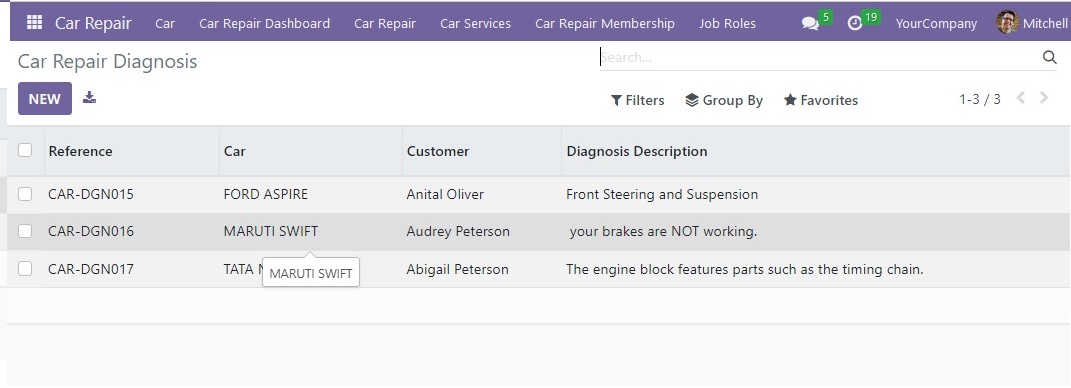 Car Repair Car Car Repair Dashboard Car Repair Car Services Car Repair Membership Job Roles 5 19 YourCompany Mitchell
Car Repair Diagnosis
Search...
NEW
Filters Group By Favorites 1-3 / 3
Reference Car Customer Diagnosis Description
CAR-DGN015 FORD ASPIRE Anital Oliver Front Steering and Suspension
CAR-DGN016 MARUTI SWIFT Audrey Peterson your brakes are NOT working.
CAR-DGN017 TATA Abigail Peterson The engine block features parts such as the timing chain.
MARUTI SWIFT